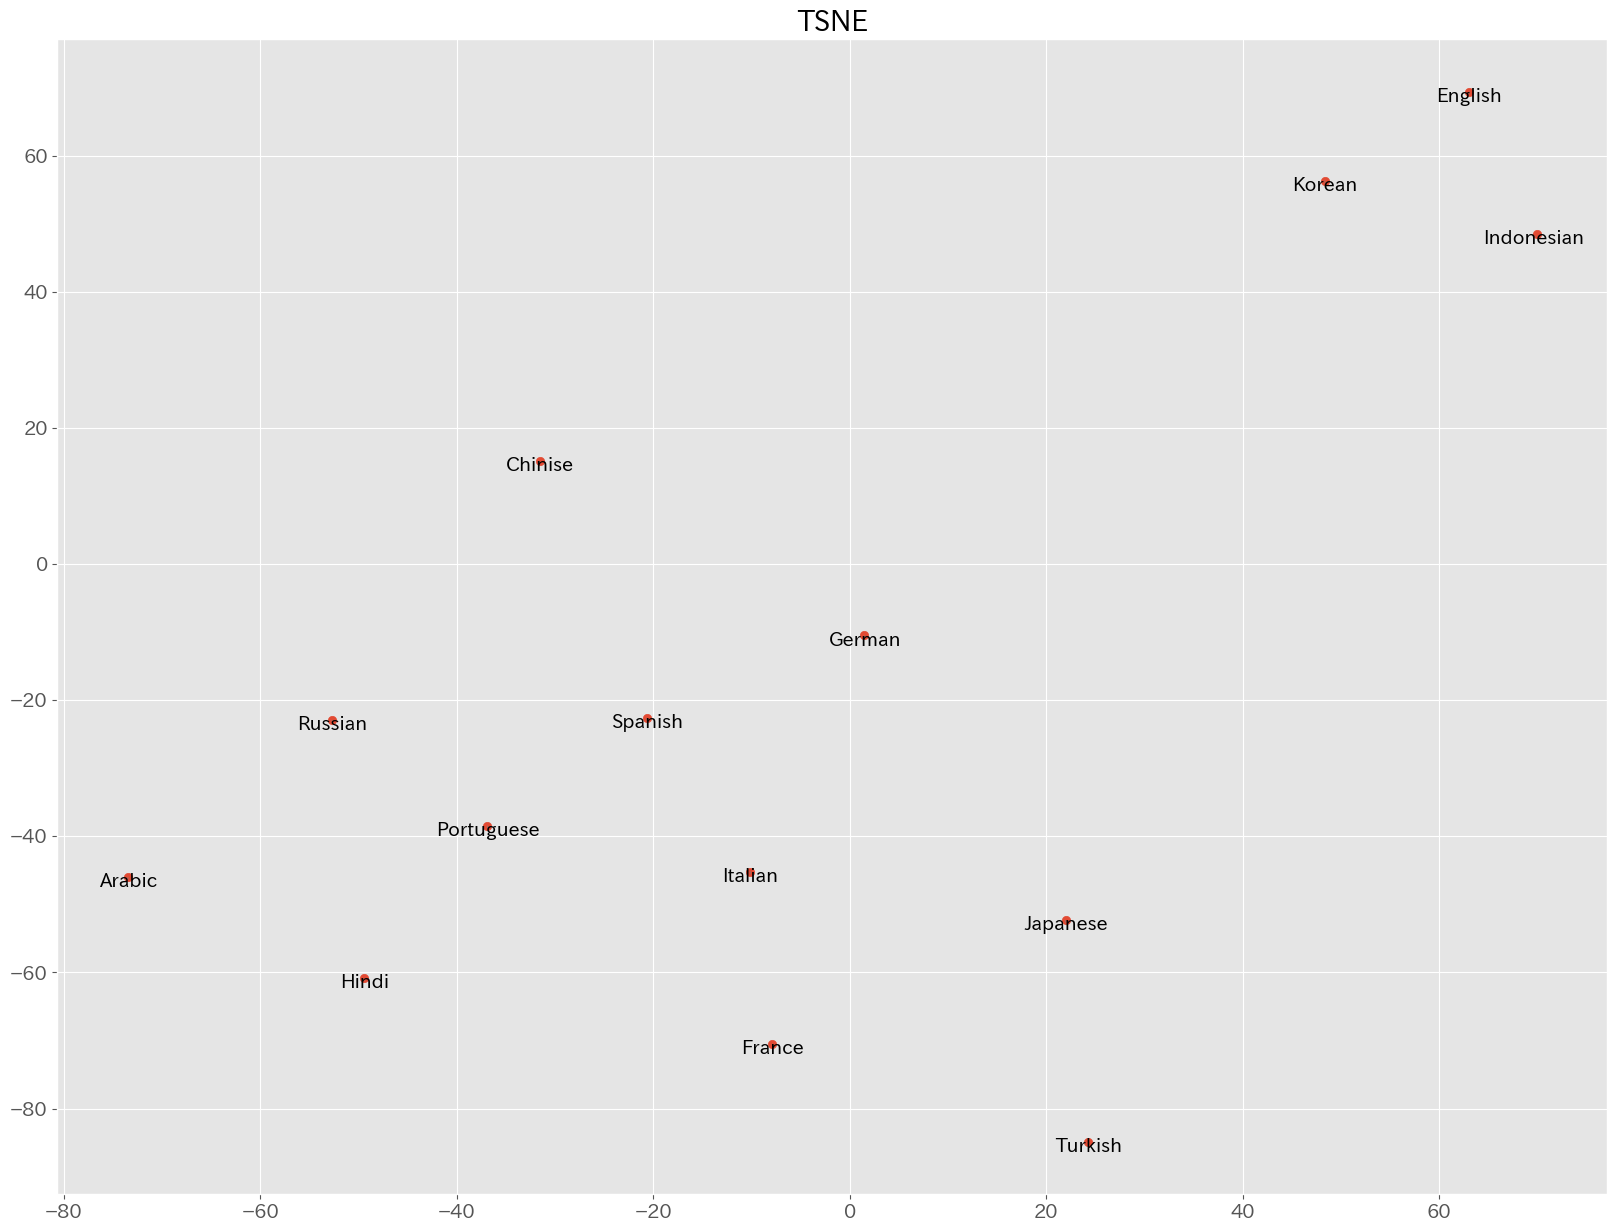 TSNE
English
60
Korean
Indonesian
40
20
Chinise
0
German
−20
Russian
Spanish
Portuguese
−40
Arabic
Italian
Japanese
−60
Hindi
France
−80
Turkish
−80 −60 −40 −20 0 20 40 60